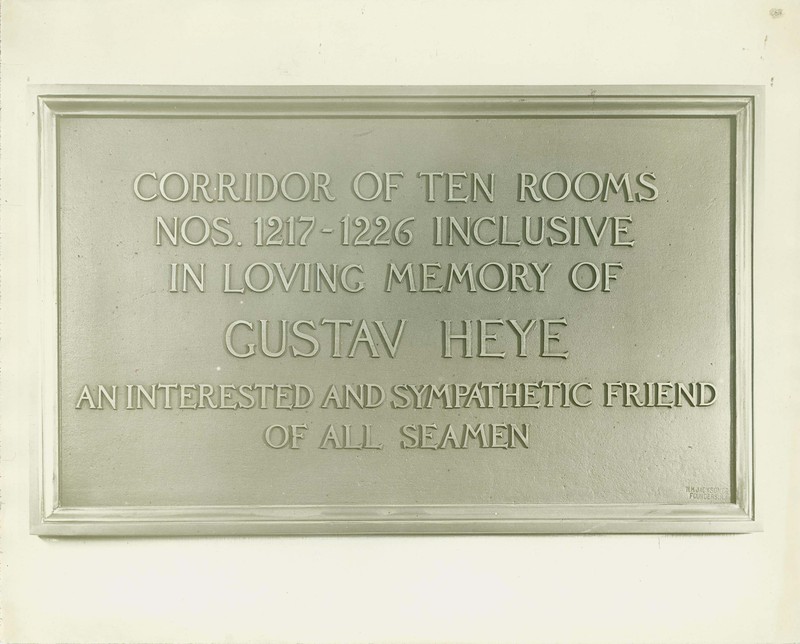 CORRIDOR OF TEN ROOMS
NOS. 1217-1226 INCLUSIVE
IN LOVING MEMORY OF
GUSTAV HEYE
AN INTERESTED AND SYMPATHETIC FRIEND
OF ALL SEAMEN